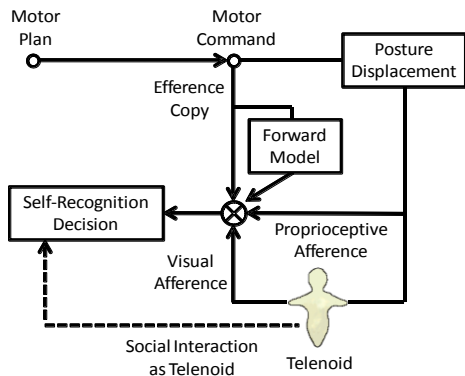 Motor
Plan
Motor
Command
Posture
Displacement
Efference
Copy
Forward
Model
Self-Recognition
Decision
Proprioceptive
Afference
Visual
Afference
Social Interaction
as Telenoid
Telenoid